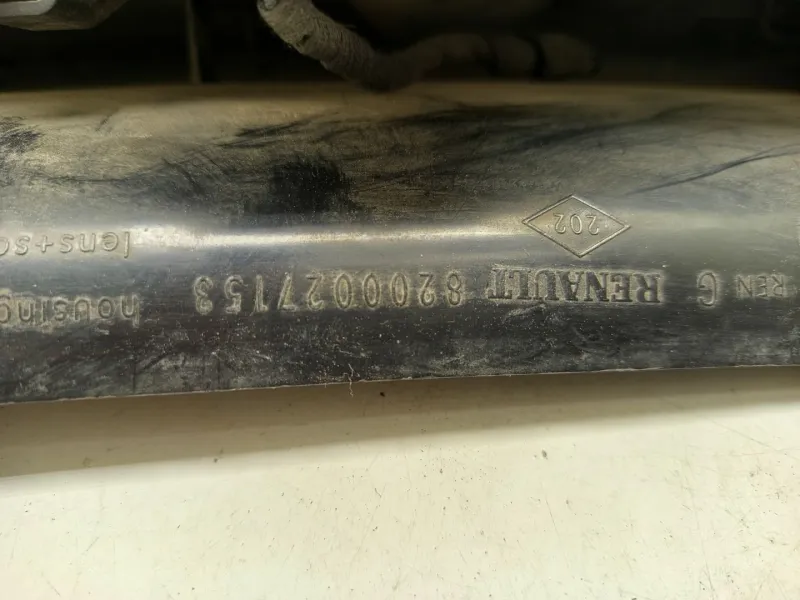 REN G RENAULT 8200027153 housing
202 lens+sc